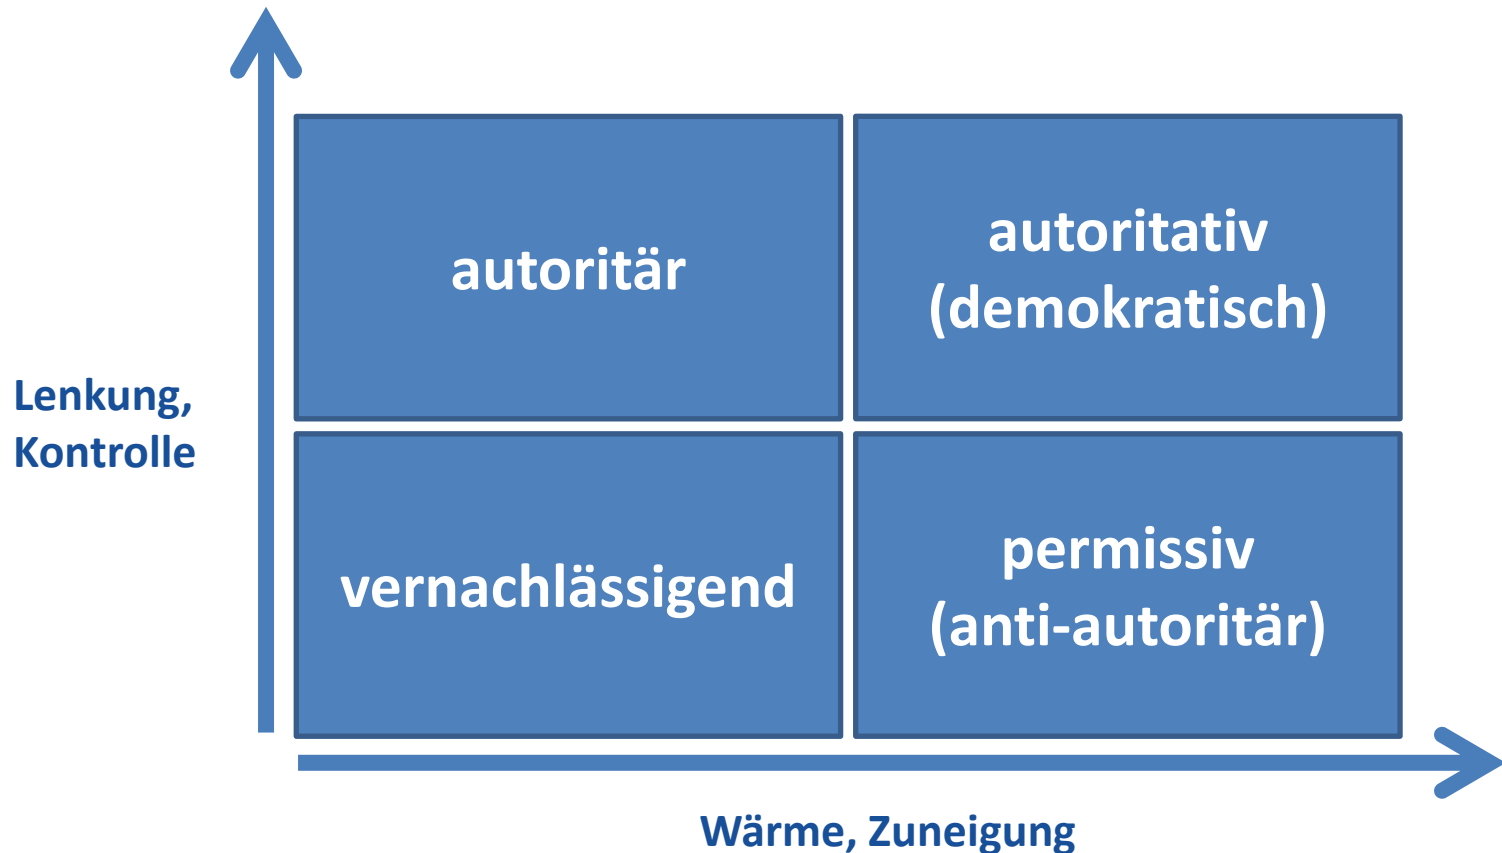 autoritär
autoritativ
(demokratisch)
Lenkung,
Kontrolle
vernachlässigend
permissiv
(anti-autoritär)
Wärme, Zuneigung